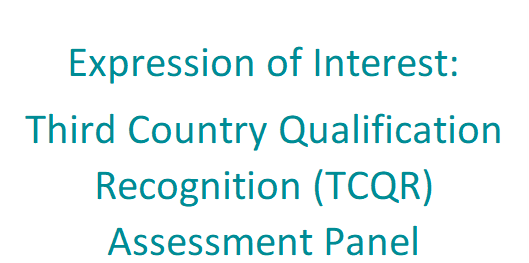 Expression of Interest:
Third Country Qualification
Recognition (TCQR)
Assessment Panel